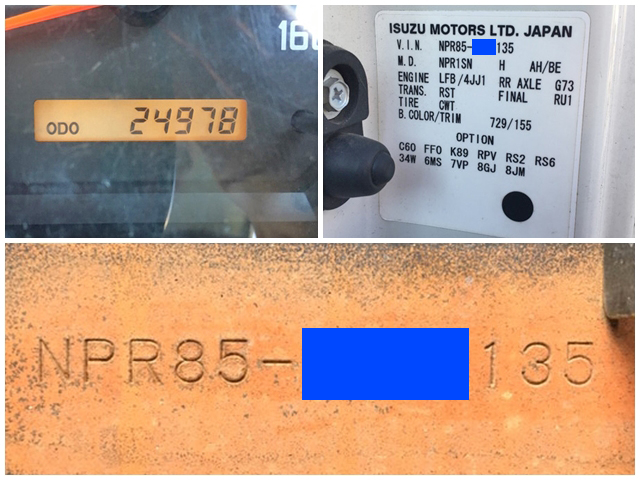 160
ODO 24978
ISUZU MOTORS LTD. JAPAN
V.I.N. NPR85- 135
M.D. NPR1SN H AH/BE
ENGINE LFB/4JJ1 RR AXLE G73
TRANS. RST FINAL RU1
TIRE CWT
B.COLOR/TRIM 729/155
OPTION
C60 FF0 K89 RPV RS2 RS6
34W 6MS 7VP 8GJ 8JM
NPR85- 135